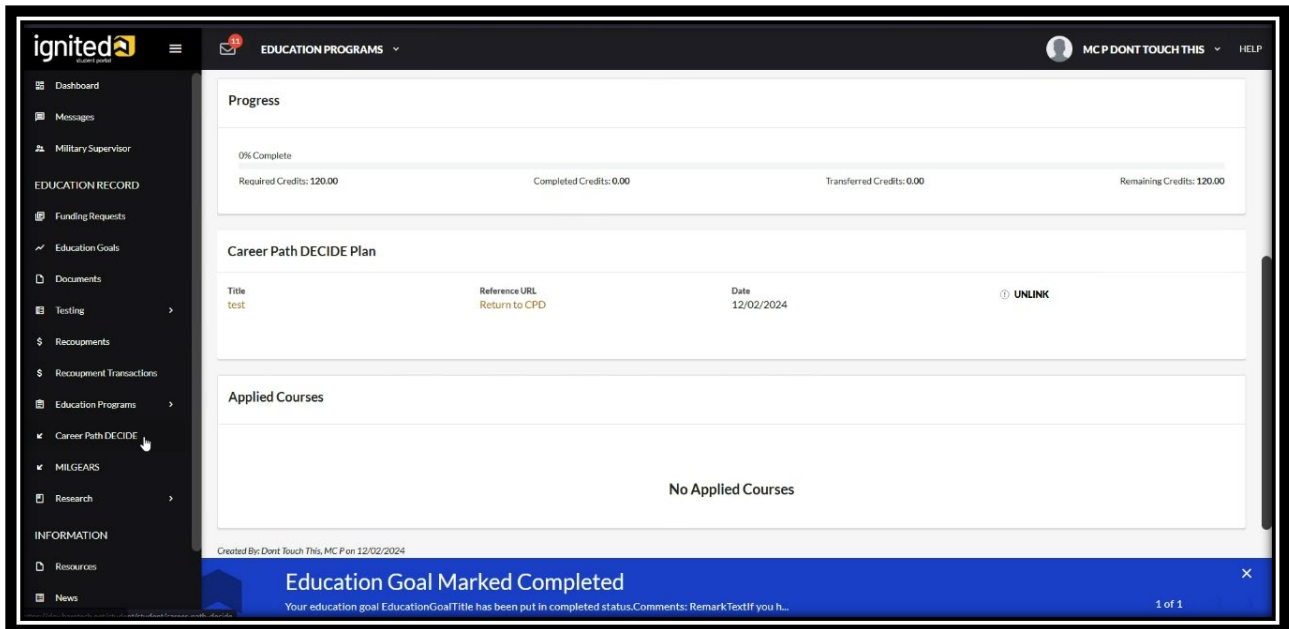 ignited
student portal
11
EDUCATION PROGRAMS
MC P DONT TOUCH THIS
HELP
Dashboard
Messages
Military Supervisor
EDUCATION RECORD
Funding Requests
Education Goals
Documents
Testing
$ Recoupments
$ Recoupment Transactions
Education Programs
Career Path DECIDE
MILGEARS
Research
INFORMATION
Resources
News
Progress
0% Complete
Required Credits: 120.00 Completed Credits: 0.00 Transferred Credits: 0.00 Remaining Credits: 120.00
Career Path DECIDE Plan
Title Reference URL Date
test Return to CPD 12/02/2024 UNLINK
Applied Courses
No Applied Courses
Created By: Dont Touch This, MC P on 12/02/2024
Education Goal Marked Completed
Your education goal EducationGoalTitle has been put in completed status.Comments: RemarkTextIf you h...
1 of 1